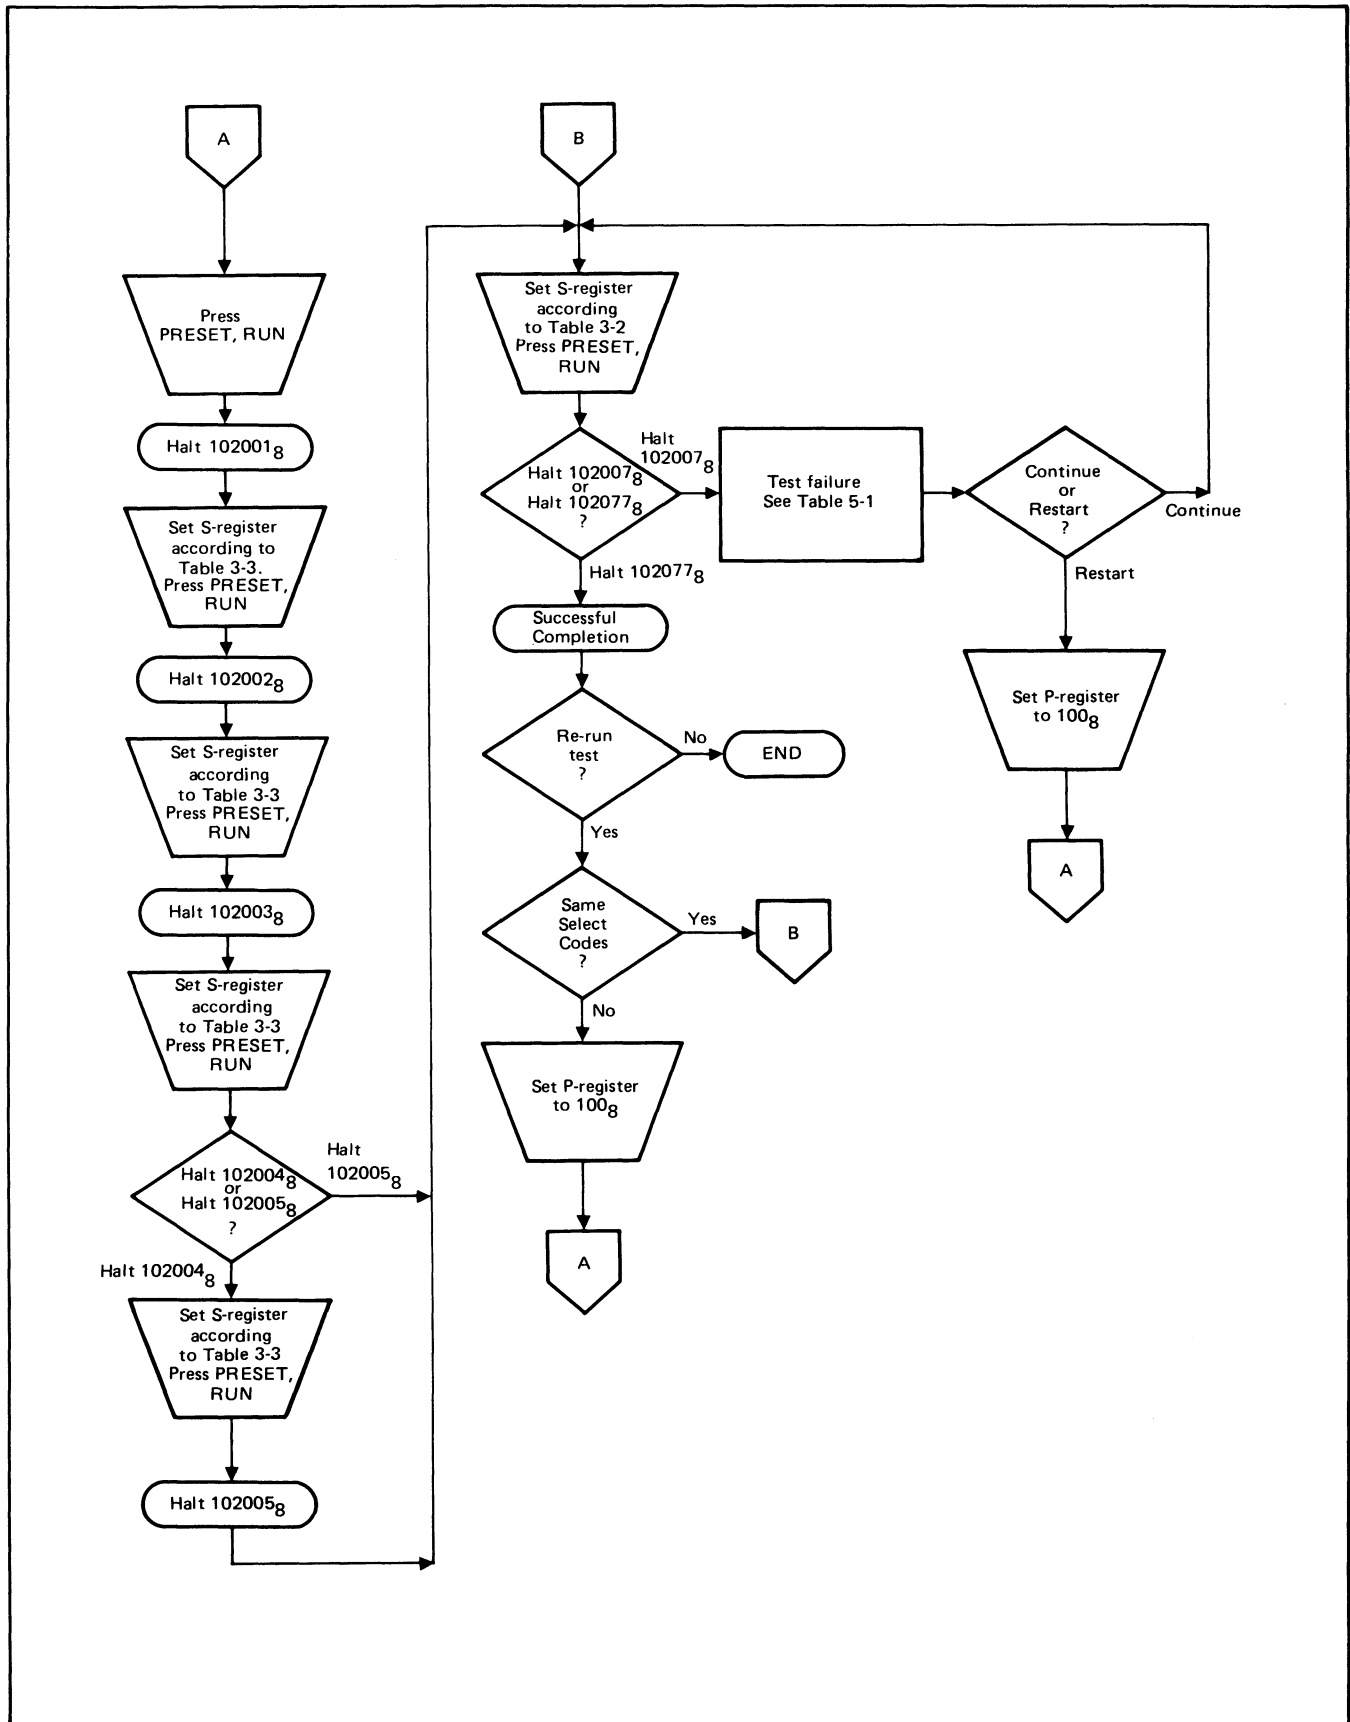 A
Press
PRESET, RUN
Halt 102001₈
Set S-register
according to
Table 3-3.
Press PRESET,
RUN
Halt 102002₈
Set S-register
according
to Table 3-3
Press PRESET,
RUN
Halt 102003₈
Set S-register
according
to Table 3-3
Press PRESET,
RUN
Halt 102004₈
or
Halt 102005₈
?
Halt
102005₈
Halt 102004₈
Set S-register
according
to Table 3-3
Press PRESET,
RUN
Halt 102005₈
B
Set S-register
according
to Table 3-2
Press PRESET,
RUN
Halt 102007₈
or
Halt 102077₈
?
Halt
102007₈
Test failure
See Table 5-1
Continue
or
Restart
?
Continue
Restart
Set P-register
to 100₈
A
Halt 102077₈
Successful
Completion
Re-run
test
?
No
END
Yes
Same
Select
Codes
?
Yes
B
No
Set P-register
to 100₈
A